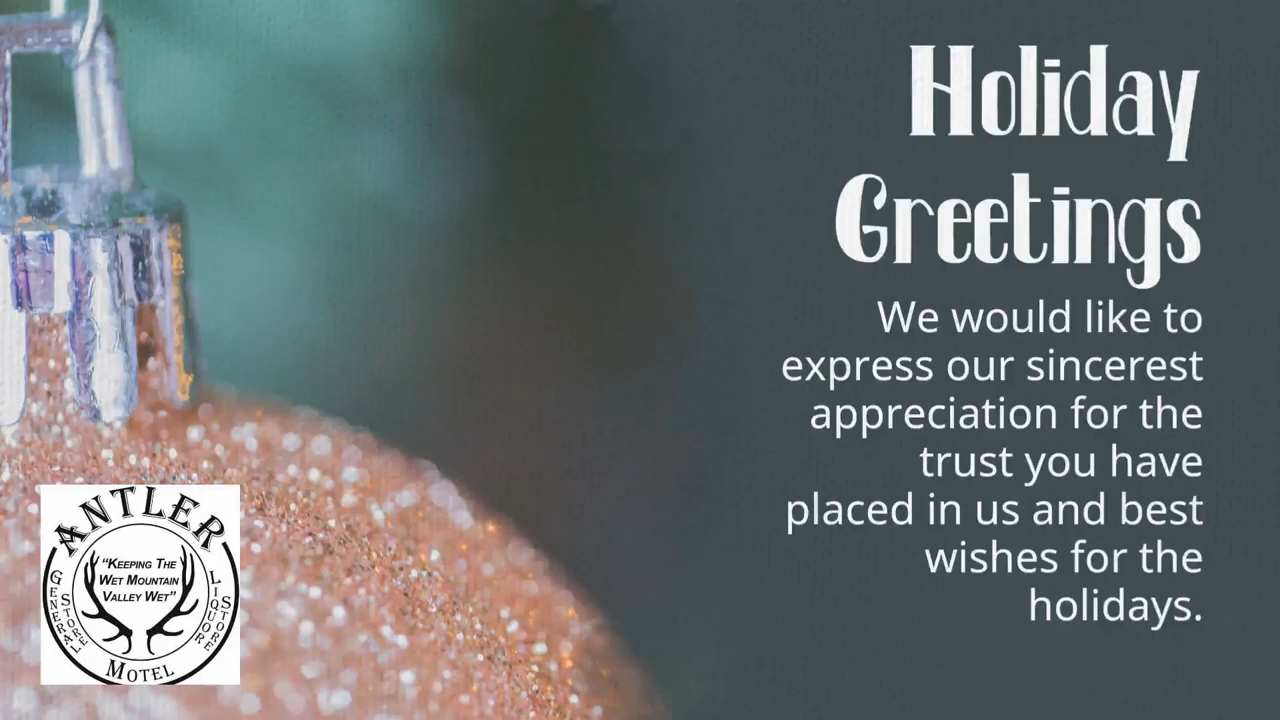 Holiday
Greetings
We would like to
express our sincerest
appreciation for the
trust you have
placed in us and best
wishes for the
holidays.
ANTLER
"KEEPING THE
WET MOUNTAIN
VALLEY WET"
GENERAL
STORE
LIQUOR
STORE
MOTEL